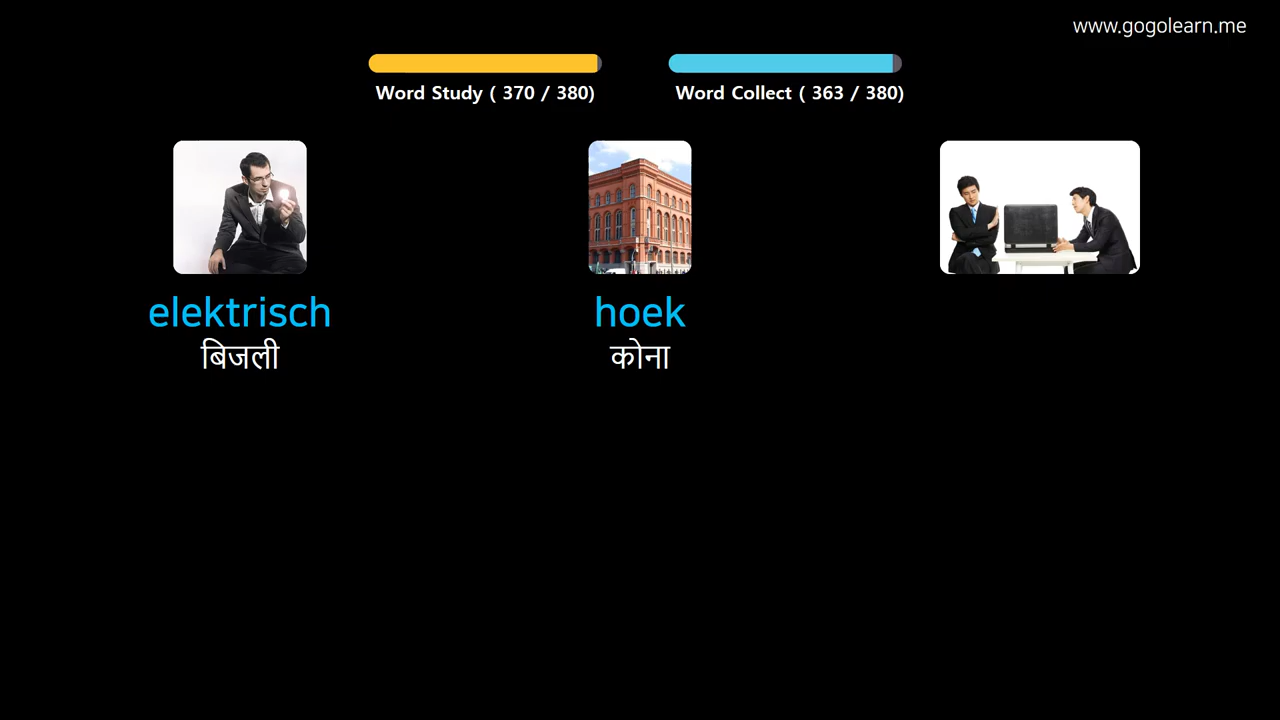 www.gogolearn.me
Word Study ( 370 / 380)
Word Collect ( 363 / 380)
elektrisch
hoek
बिजली
कोना